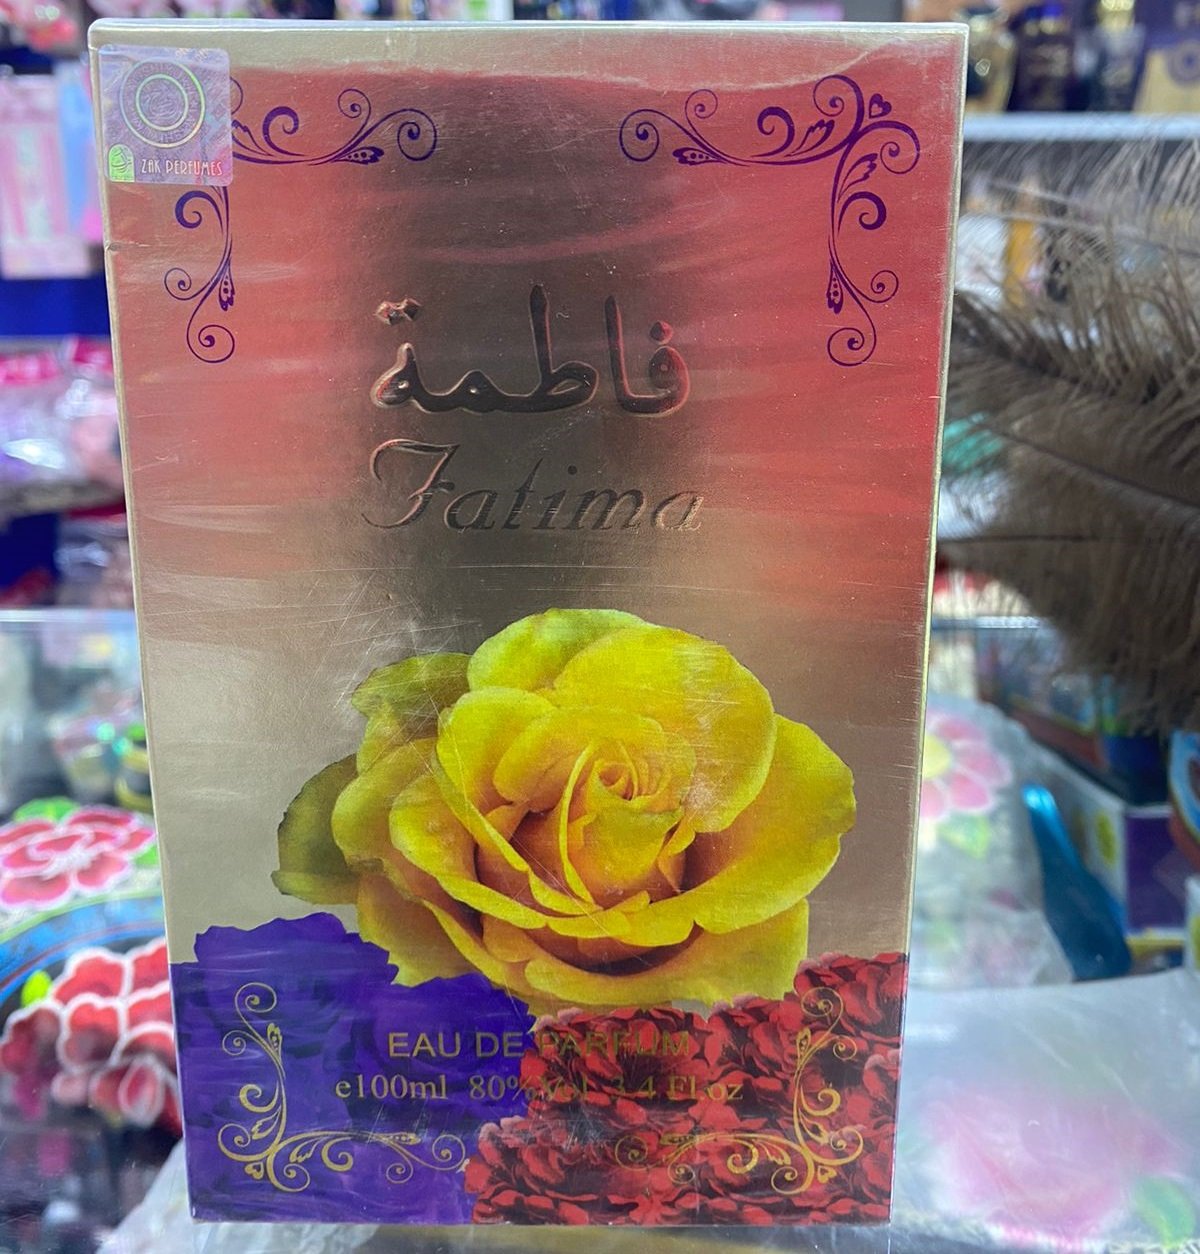 ZAK PERFUMES
فاطمة
Fatima
EAU DE PARFUM
e100ml 80%Vol 3.4 Fl.oz